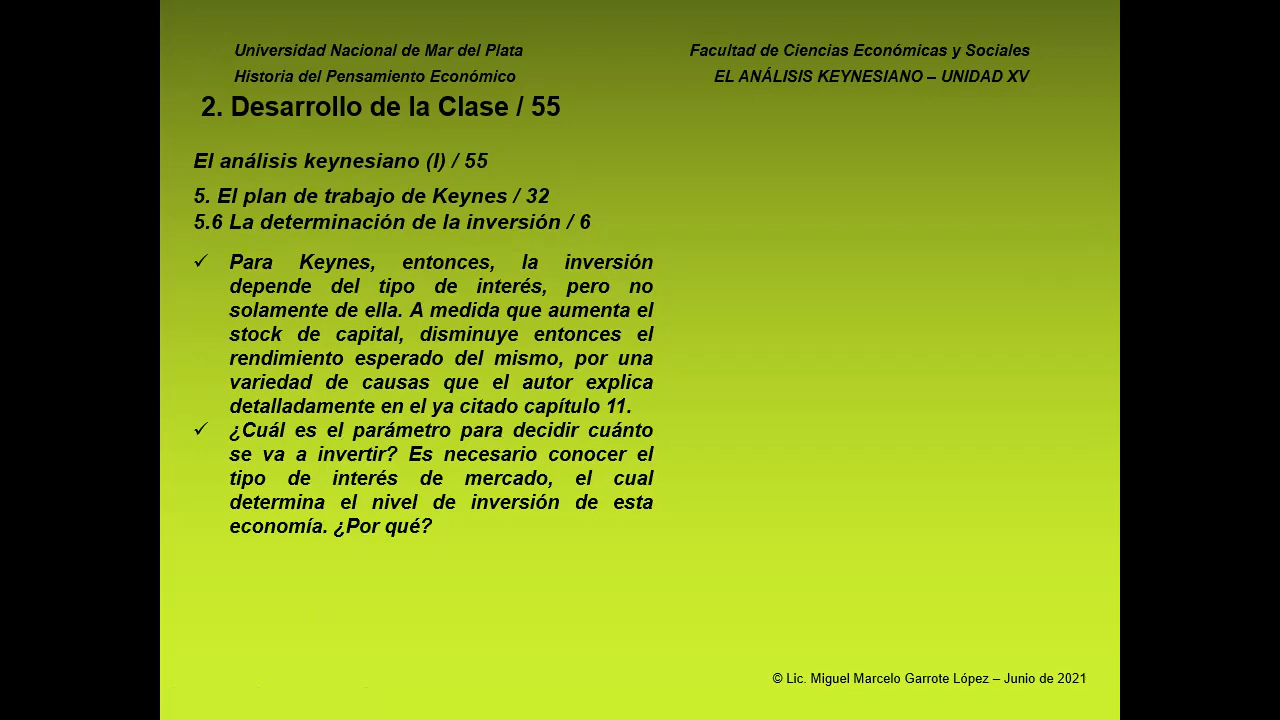 Universidad Nacional de Mar del Plata
Facultad de Ciencias Económicas y Sociales
Historia del Pensamiento Económico
EL ANÁLISIS KEYNESIANO – UNIDAD XV
2. Desarrollo de la Clase / 55
El análisis keynesiano (I) / 55
5. El plan de trabajo de Keynes / 32
5.6 La determinación de la inversión / 6
✓ Para Keynes, entonces, la inversión
depende del tipo de interés, pero no
solamente de ella. A medida que aumenta el
stock de capital, disminuye entonces el
rendimiento esperado del mismo, por una
variedad de causas que el autor explica
detalladamente en el ya citado capítulo 11.
✓ ¿Cuál es el parámetro para decidir cuánto
se va a invertir? Es necesario conocer el
tipo de interés de mercado, el cual
determina el nivel de inversión de esta
economía. ¿Por qué?
© Lic. Miguel Marcelo Garrote López – Junio de 2021